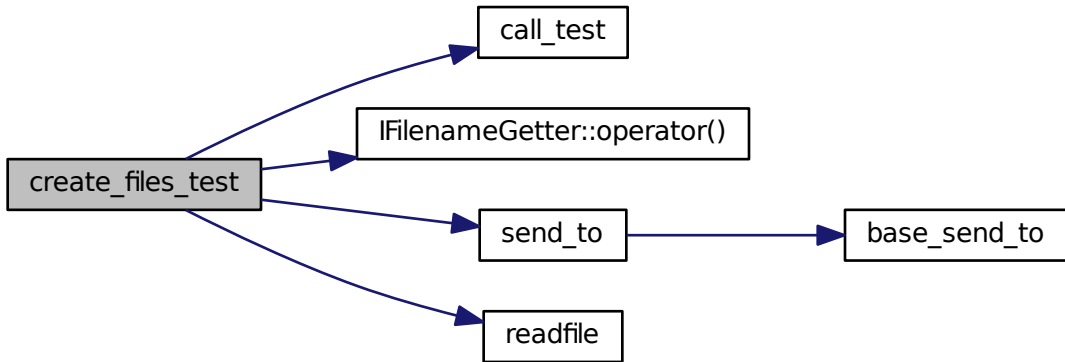 call_test
IFilenameGetter::operator()
create_files_test
send_to
base_send_to
readfile